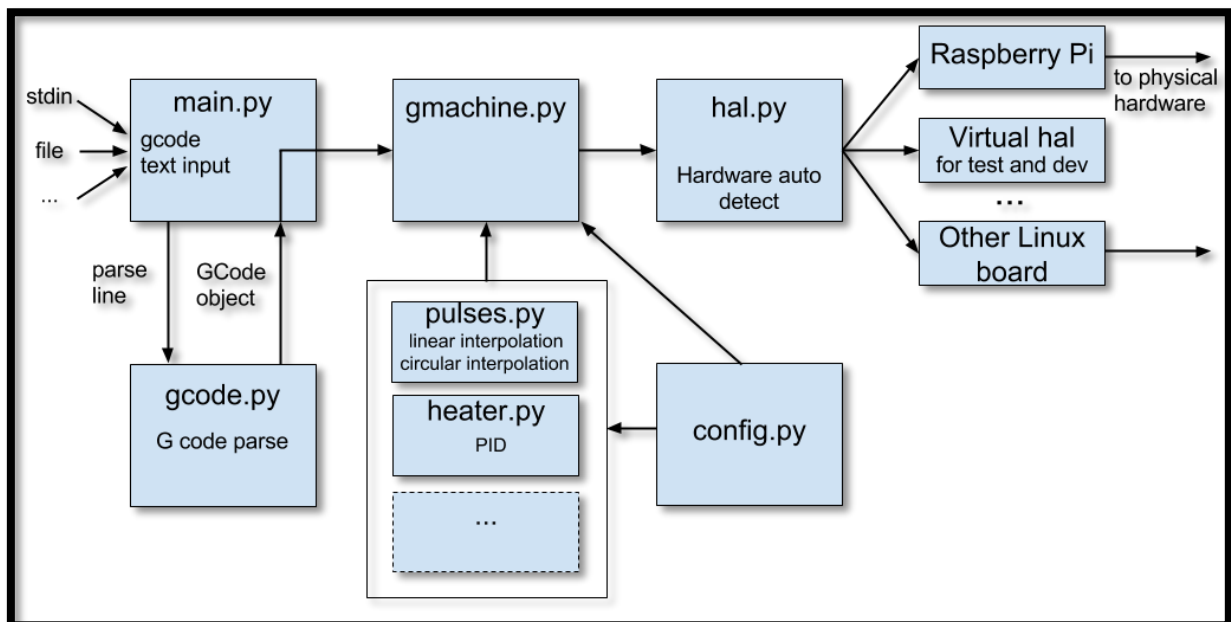 stdin
file
...
main.py
gcode
text input
parse
line
GCode
object
gcode.py
G code parse
gmachine.py
pulses.py
linear interpolation
circular interpolation
heater.py
PID
...
hal.py
Hardware auto
detect
config.py
Raspberry Pi
to physical
hardware
Virtual hal
for test and dev
...
Other Linux
board